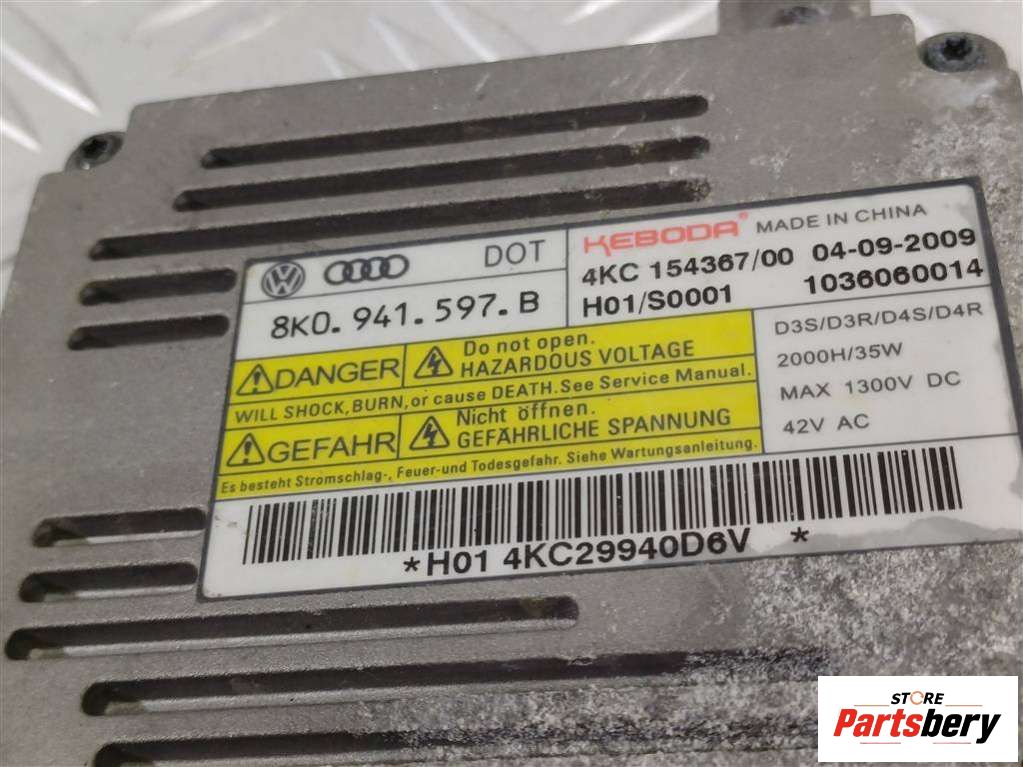 DOT
8K0.941.597.B
KEBODA® MADE IN CHINA
4KC 154367/00 04-09-2009
H01/S0001 1036060014
DANGER
Do not open.
HAZARDOUS VOLTAGE
WILL SHOCK, BURN, or cause DEATH. See Service Manual.
GEFAHR
Nicht öffnen.
GEFÄHRLICHE SPANNUNG
Es besteht Stromschlag-, Feuer-und Todesgefahr. Siehe Wartungsanleitung.
D3S/D3R/D4S/D4R
2000H/35W
MAX 1300V DC
42V AC
*H01 4KC29940D6V *
STORE
Partsbery